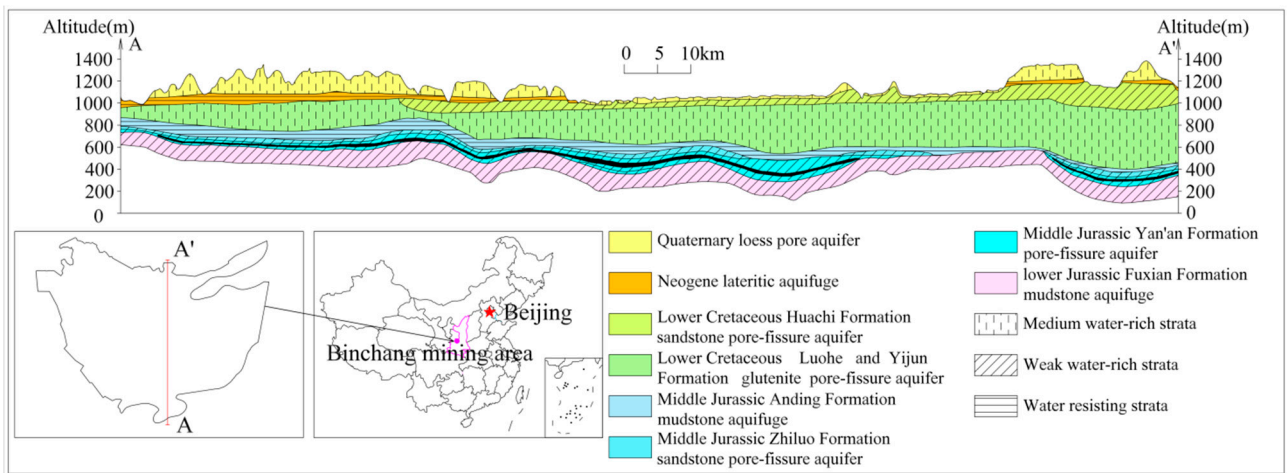 Altitude(m)
A
1400
1200
1000
800
600
400
200
0
0 5 10km
Altitude(m)
A'
1400
1200
1000
800
600
400
200
0
A'
A
Beijing
Binchang mining area
Quaternary loess pore aquifer
Neogene lateritic aquifuge
Lower Cretaceous Huachi Formation
sandstone pore-fissure aquifer
Lower Cretaceous Luohe and Yijun
Formation glutenite pore-fissure aquifer
Middle Jurassic Anding Formation
mudstone aquifuge
Middle Jurassic Zhiluo Formation
sandstone pore-fissure aquifer
Middle Jurassic Yan'an Formation
pore-fissure aquifer
lower Jurassic Fuxian Formation
mudstone aquifuge
Medium water-rich strata
Weak water-rich strata
Water resisting strata